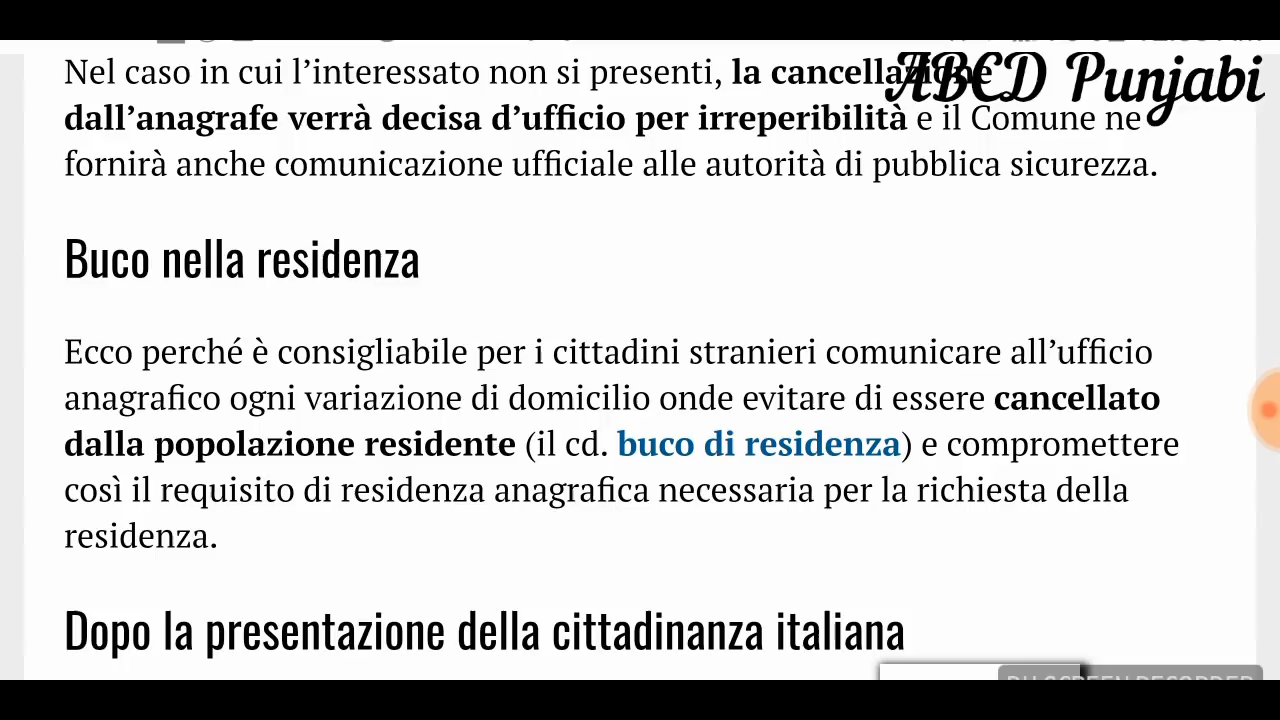 Nel caso in cui l’interessato non si presenti, la cancellazione
ABCD Punjabi
dall’anagrafe verrà decisa d’ufficio per irreperibilità e il Comune ne
fornirà anche comunicazione ufficiale alle autorità di pubblica sicurezza.
Buco nella residenza
Ecco perché è consigliabile per i cittadini stranieri comunicare all’ufficio
anagrafico ogni variazione di domicilio onde evitare di essere cancellato
dalla popolazione residente (il cd. buco di residenza) e compromettere
così il requisito di residenza anagrafica necessaria per la richiesta della
residenza.
Dopo la presentazione della cittadinanza italiana